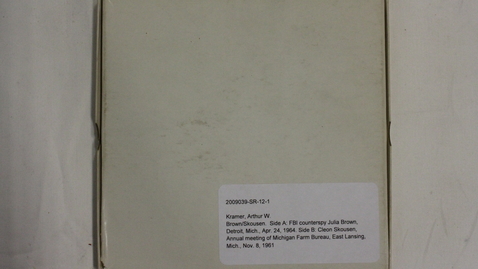 2009039-SR-12-1
Kramer, Arthur W.
Brown/Skousen. Side A: FBI counterspy Julia Brown,
Detroit, Mich., Apr. 24, 1964. Side B: Cleon Skousen,
Annual meeting of Michigan Farm Bureau, East Lansing,
Mich., Nov. 8, 1961